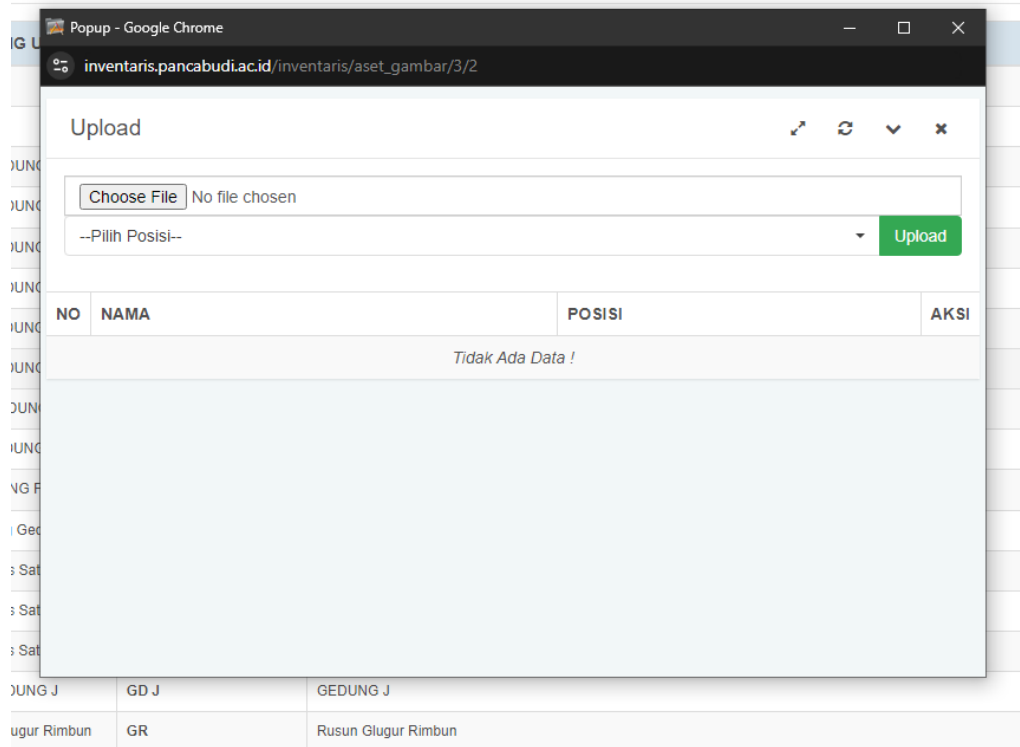 Popup - Google Chrome
inventaris.pancabudi.ac.id/inventaris/aset_gambar/3/2
Upload
Choose File No file chosen
--Pilih Posisi-- Upload
NO NAMA POSISI AKSI
Tidak Ada Data !
GD J GEDUNG J
Rimbun GR Rusun Glugur Rimbun